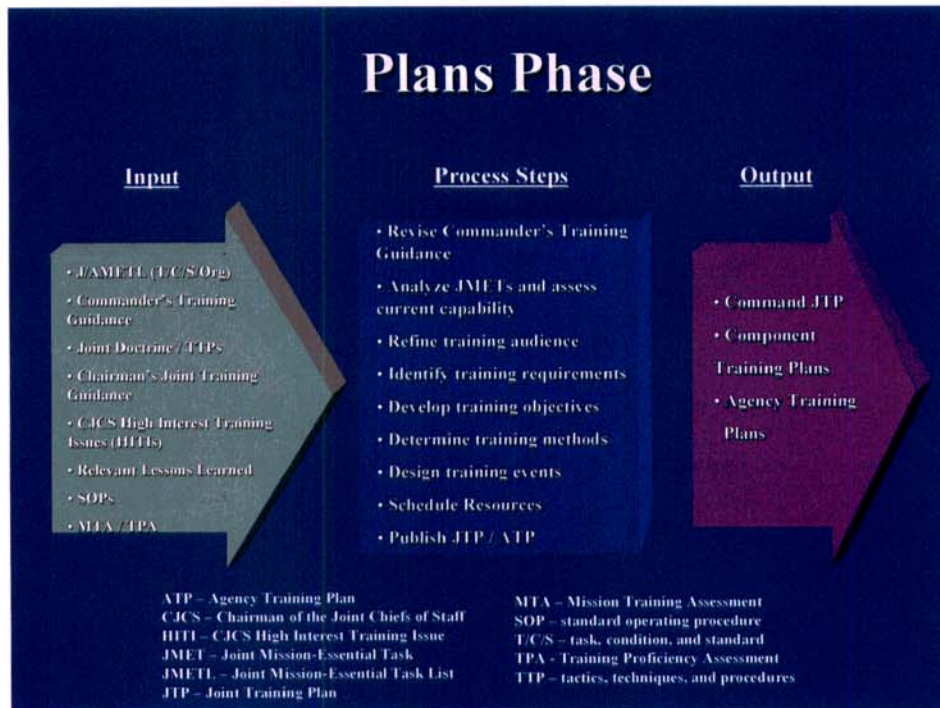 Plans Phase
Input
• J/AMETL (T/C/S/Org)
• Commander's Training
Guidance
• Joint Doctrine / TTPs
• Chairman's Joint Training
Guidance
• CJCS High Interest Training
Issues (HITIs)
• Relevant Lessons Learned
• SOPs
• MTA / TPA
Process Steps
• Revise Commander's Training
Guidance
• Analyze JMETs and assess
current capability
• Refine training audience
• Identify training requirements
• Develop training objectives
• Determine training methods
• Design training events
• Schedule Resources
• Publish JTP / ATP
Output
• Command JTP
• Component
Training Plans
• Agency Training
Plans
ATP – Agency Training Plan
CJCS – Chairman of the Joint Chiefs of Staff
HITI – CJCS High Interest Training Issue
JMET – Joint Mission-Essential Task
JMETL – Joint Mission-Essential Task List
JTP – Joint Training Plan
MTA – Mission Training Assessment
SOP – standard operating procedure
T/C/S – task, condition, and standard
TPA - Training Proficiency Assessment
TTP – tactics, techniques, and procedures